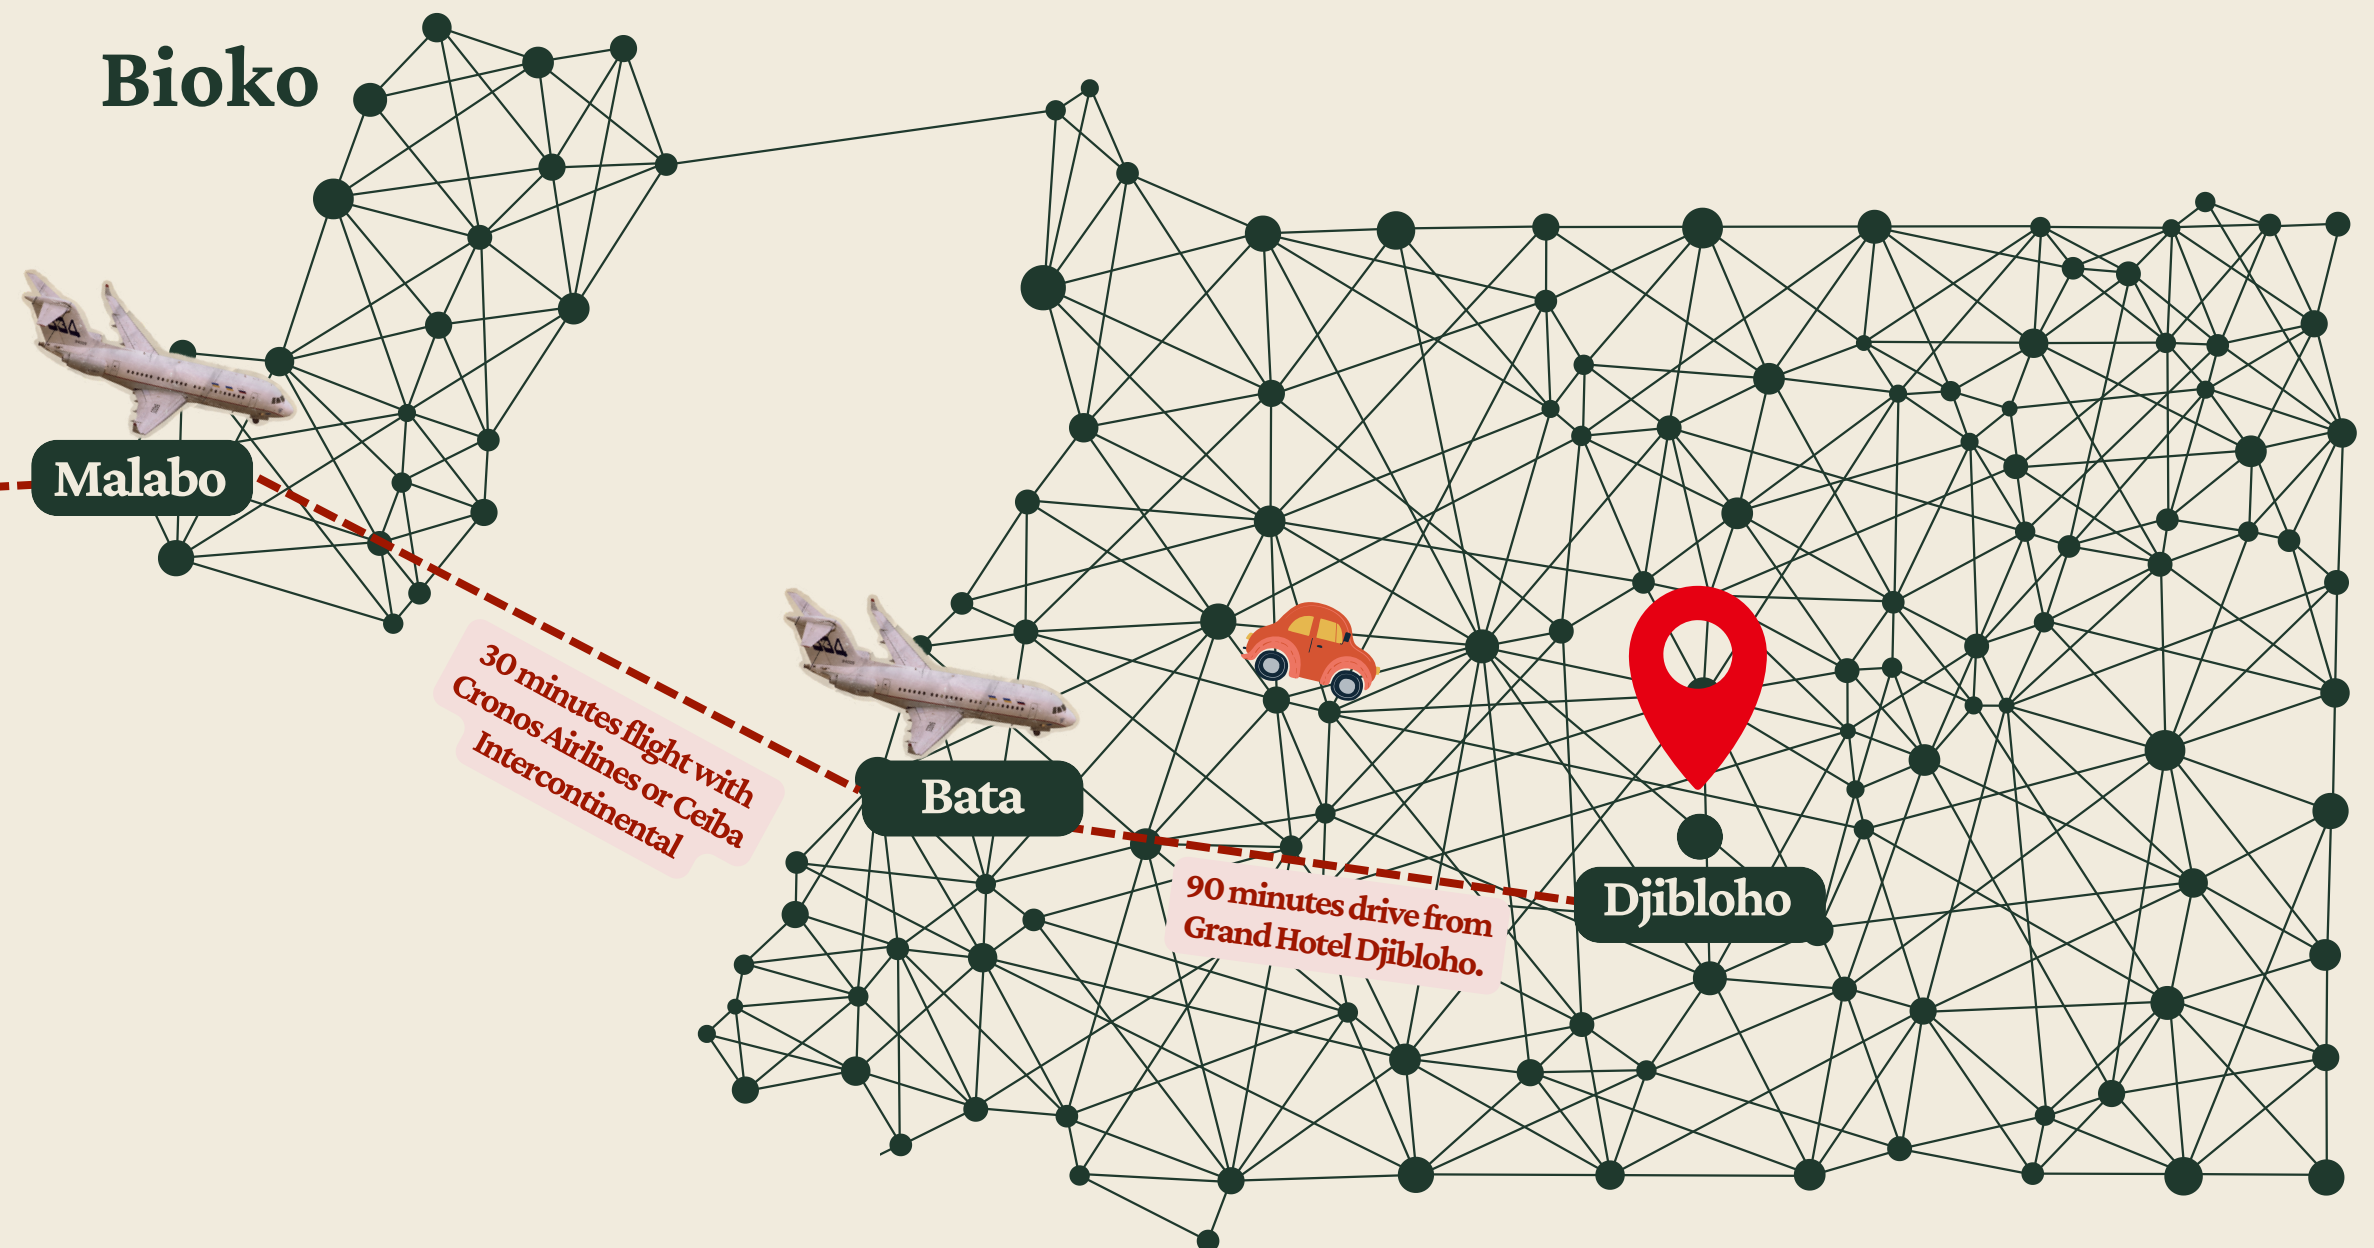 Bioko
Malabo
30 minutes flight with
Cronos Airlines or Ceiba
Intercontinental
Bata
90 minutes drive from
Grand Hotel Djibloho.
Djibloho